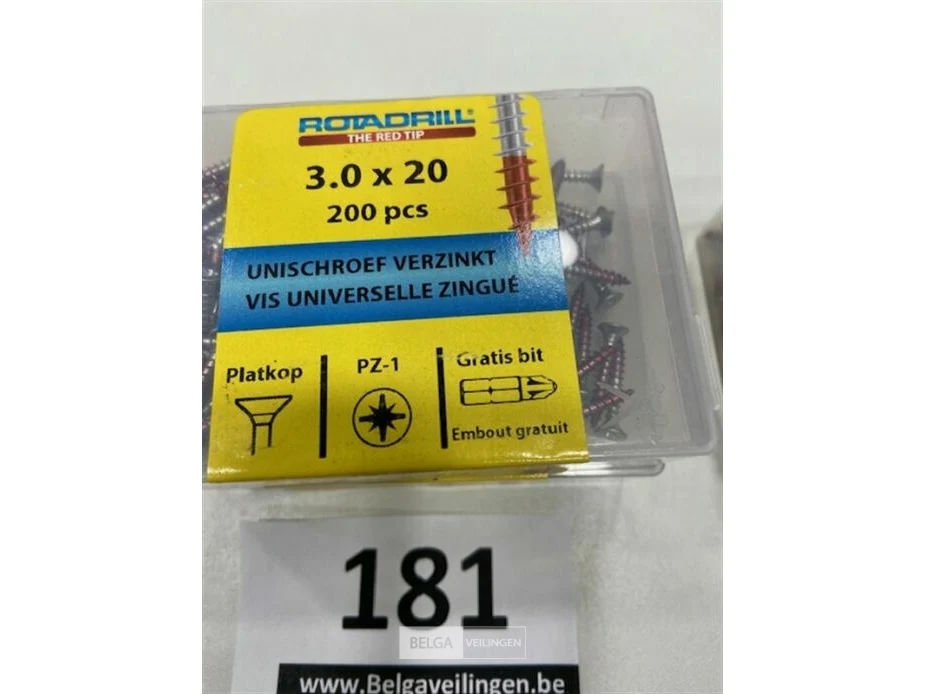 ROTADRILL®
THE RED TIP
3.0 x 20
200 pcs
UNISCHROEF VERZINKT
VIS UNIVERSELLE ZINGUÉ
Platkop
PZ-1
Gratis bit
Embout gratuit
181
BELGA VEILINGEN
www.Belgaveilingen.be